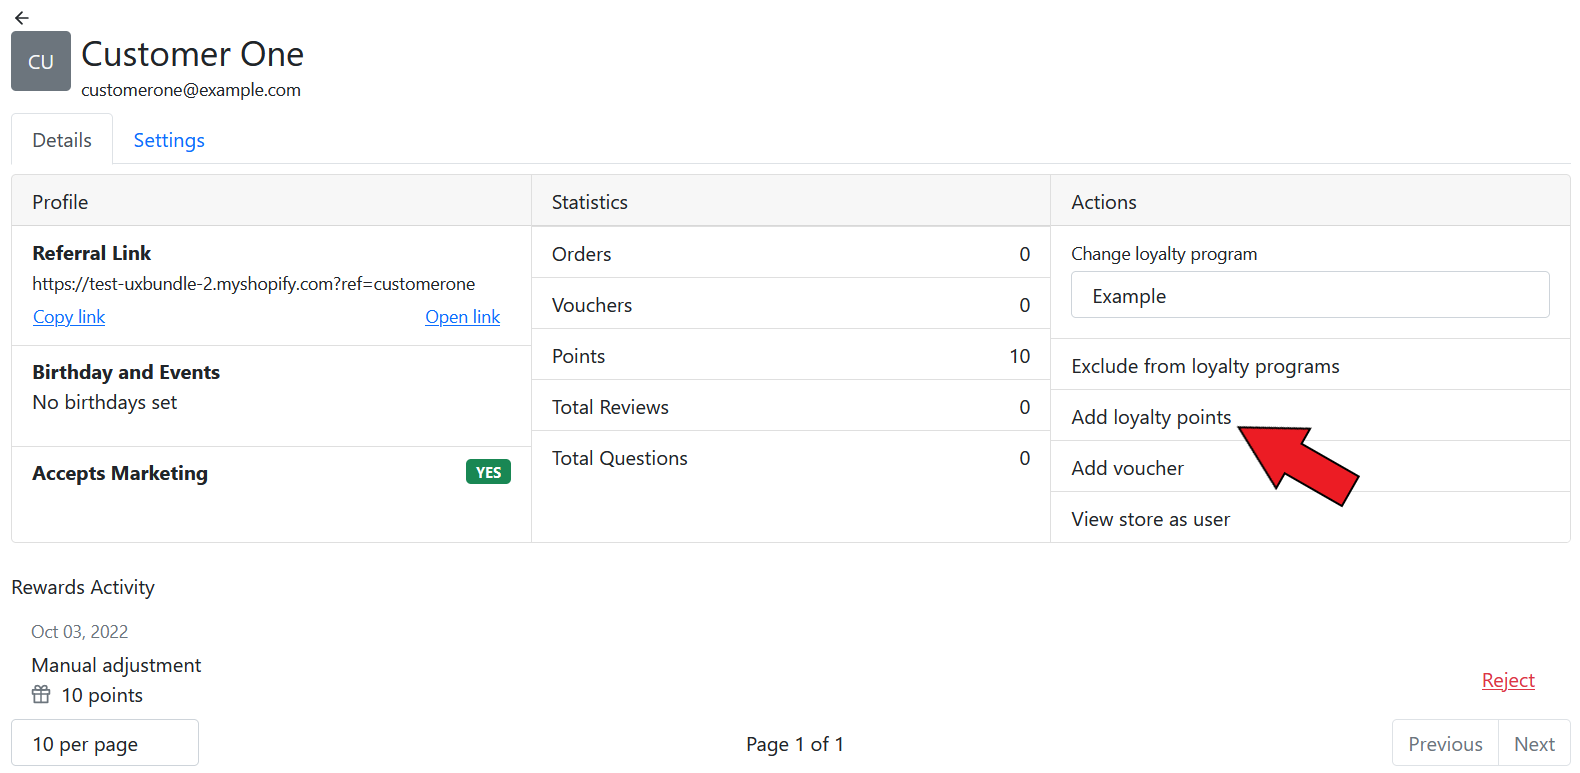 CU
Customer One
customerone@example.com
Details
Settings
Profile
Referral Link
https://test-uxbundle-2.myshopify.com?ref=customerone
Copy link
Open link
Birthday and Events
No birthdays set
Accepts Marketing
YES
Statistics
Orders 0
Vouchers 0
Points 10
Total Reviews 0
Total Questions 0
Actions
Change loyalty program
Example
Exclude from loyalty programs
Add loyalty points
Add voucher
View store as user
Rewards Activity
Oct 03, 2022
Manual adjustment
10 points
Reject
10 per page
Page 1 of 1
Previous
Next